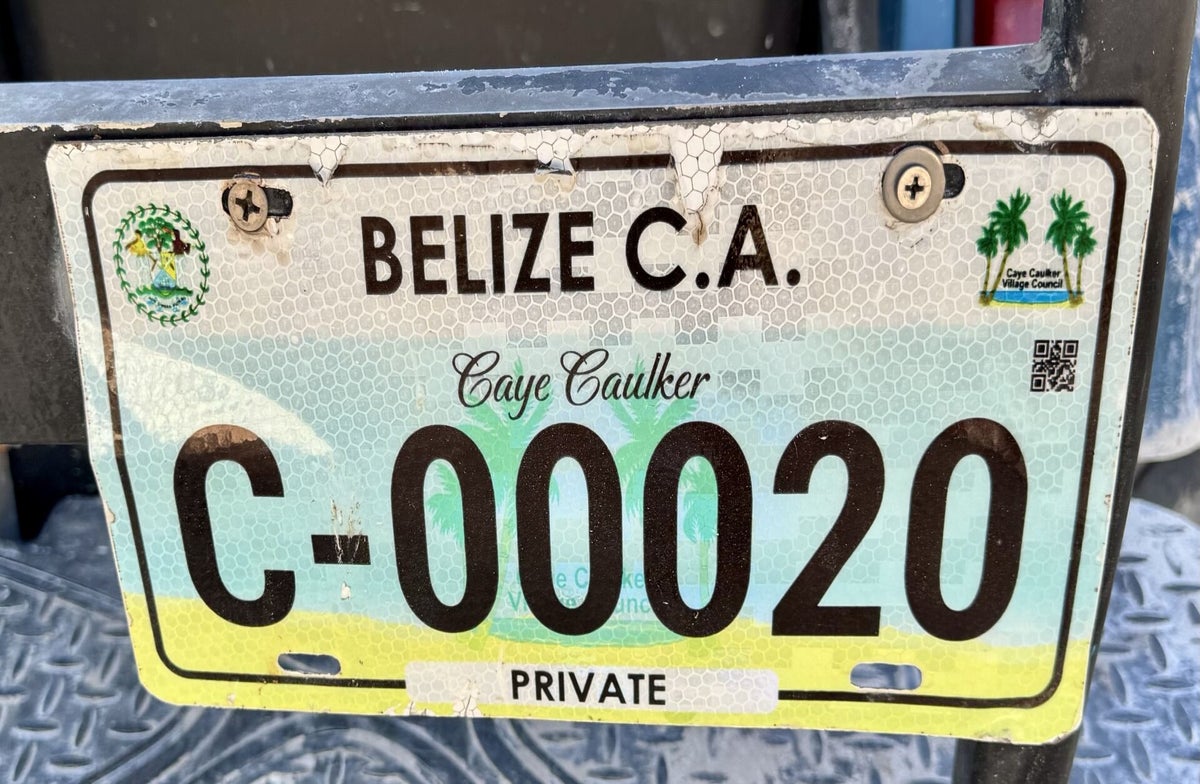 BELIZE C.A.
Caye Caulker
Village Council
Caye Caulker
C-00020
PRIVATE